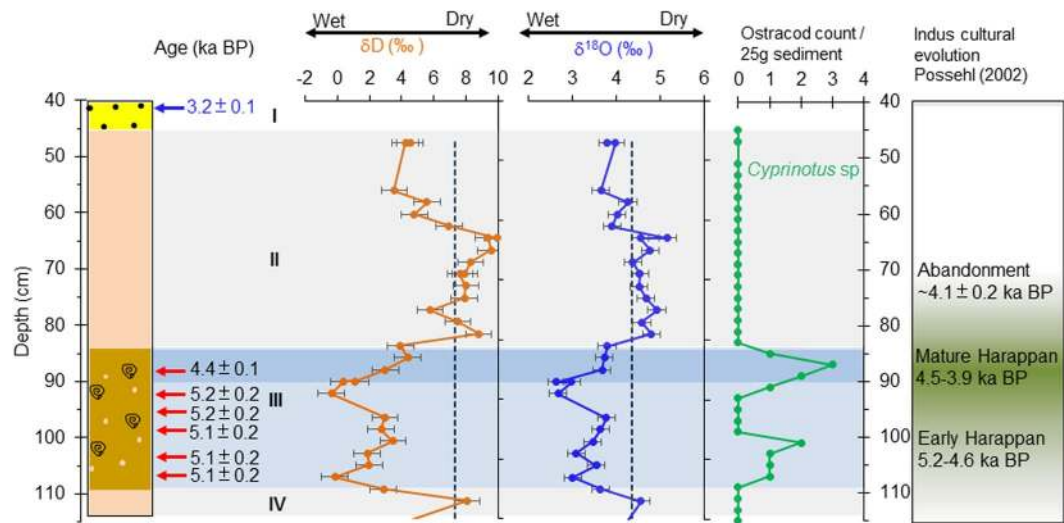 Wet Dry
Wet Dry
Age (ka BP)
δD (‰)
δ¹⁸O (‰)
Ostracod count /
25g sediment
Indus cultural
evolution
Possehl (2002)
-2 0 2 4 6 8 10
2 3 4 5 6
0 1 2 3 4
40
50
60
70
80
90
100
110
Depth (cm)
3.2 ± 0.1
4.4 ± 0.1
5.2 ± 0.2
5.2 ± 0.2
5.1 ± 0.2
5.1 ± 0.2
5.1 ± 0.2
I
II
III
IV
Cyprinotus sp
40
50
60
70
80
90
100
110
Abandonment
~4.1 ± 0.2 ka BP
Mature Harappan
4.5-3.9 ka BP
Early Harappan
5.2-4.6 ka BP